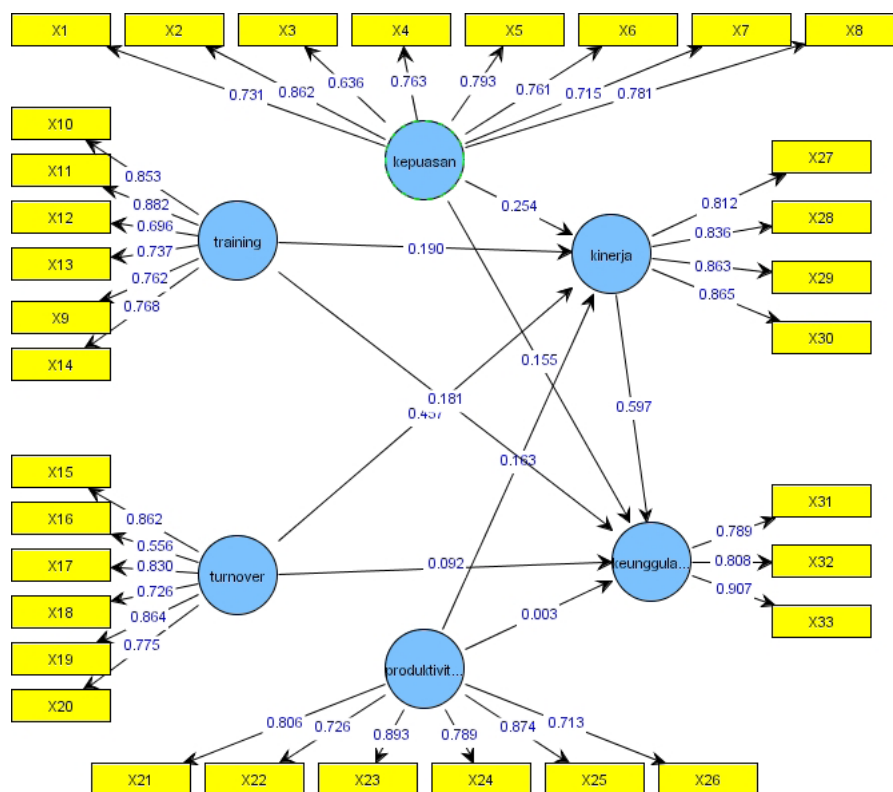 X1
X2
X3
X4
X5
X6
X7
X8
0.731
0.862
0.636
0.763
0.793
0.761
0.715
0.781
kepuasan
X10
X11
X12
X13
X9
X14
0.853
0.882
0.696
0.737
0.762
0.768
training
0.254
0.190
kinerja
0.812
0.836
0.863
0.865
X27
X28
X29
X30
0.155
0.181
0.597
0.163
X15
X16
X17
X18
X19
X20
0.862
0.556
0.830
0.726
0.864
0.775
turnover
0.092
0.003
keunggula...
0.789
0.808
0.907
X31
X32
X33
produktivit...
0.806
0.726
0.893
0.789
0.874
0.713
X21
X22
X23
X24
X25
X26